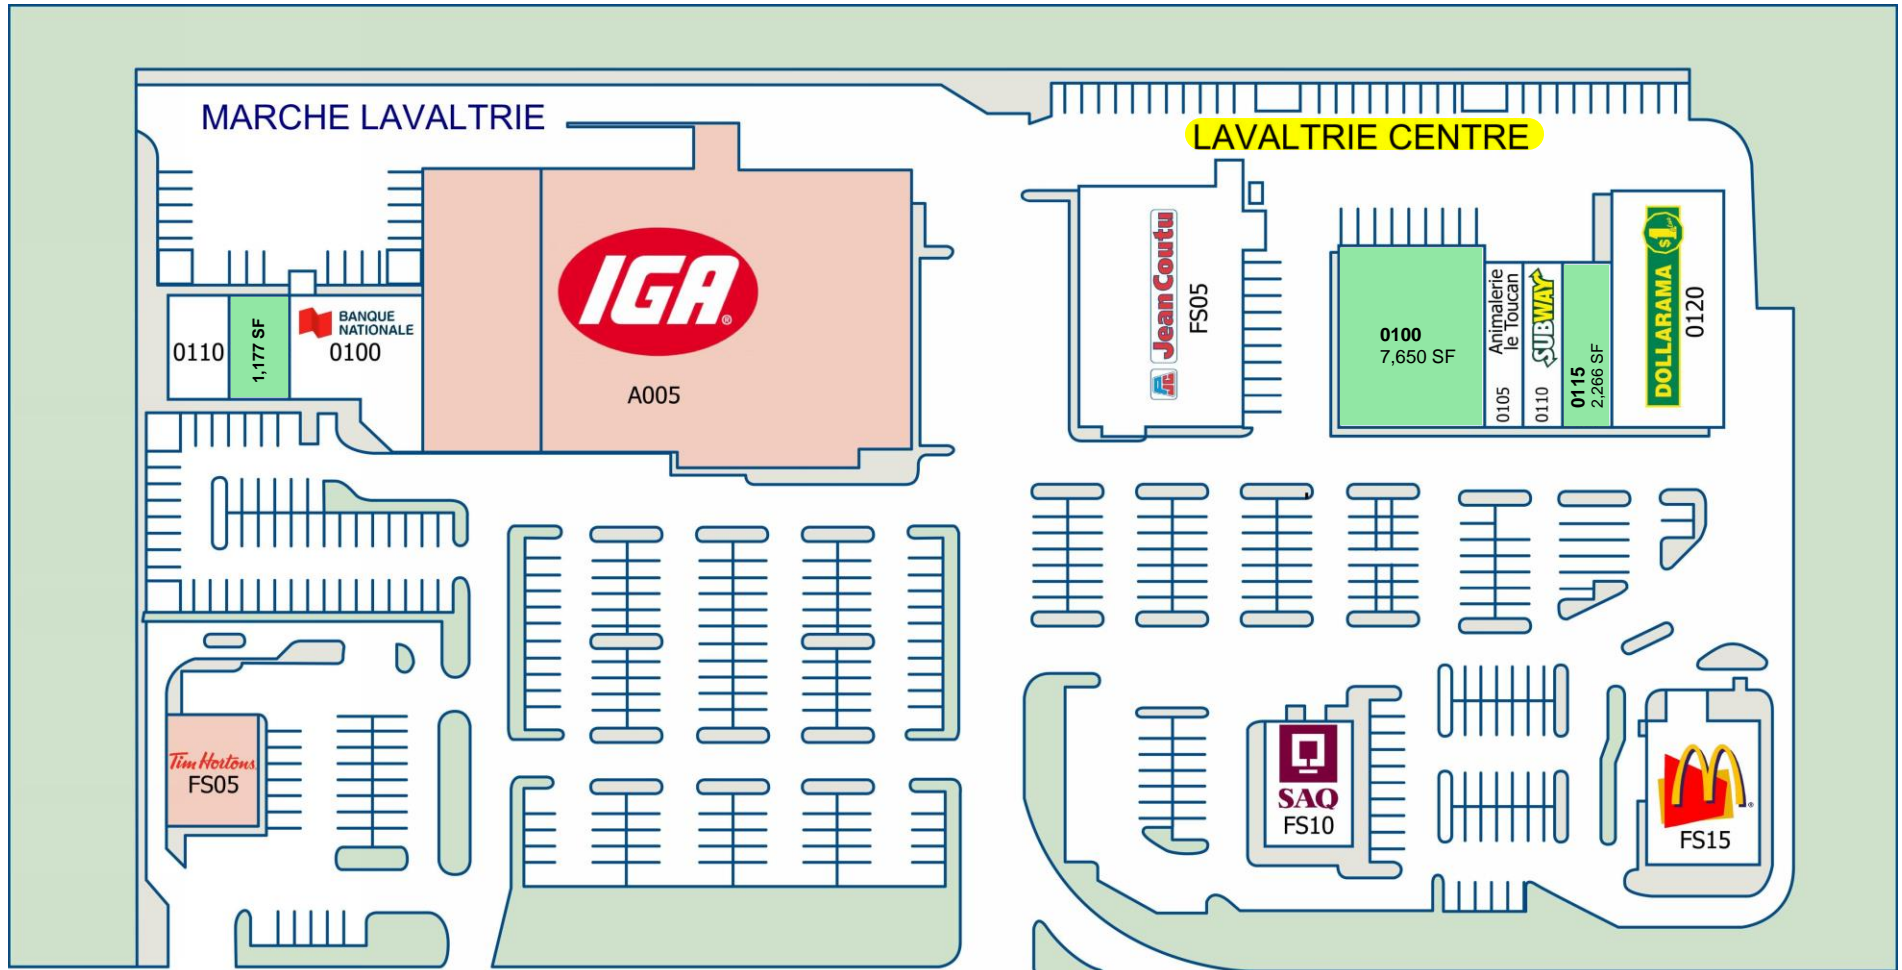 MARCHE LAVALTRIE
LAVALTRIE CENTRE
0110
1,177 SF
BANQUE
NATIONALE
0100
IGA
®
A005
Jean Coutu
PJC
FS05
0100
7,650 SF
Animalerie
le Toucan
0105
SUBWAY
0110
0115
2,266 SF
DOLLARAMA
$1
0120
Tim Hortons
FS05
SAQ
FS10
M
®
FS15